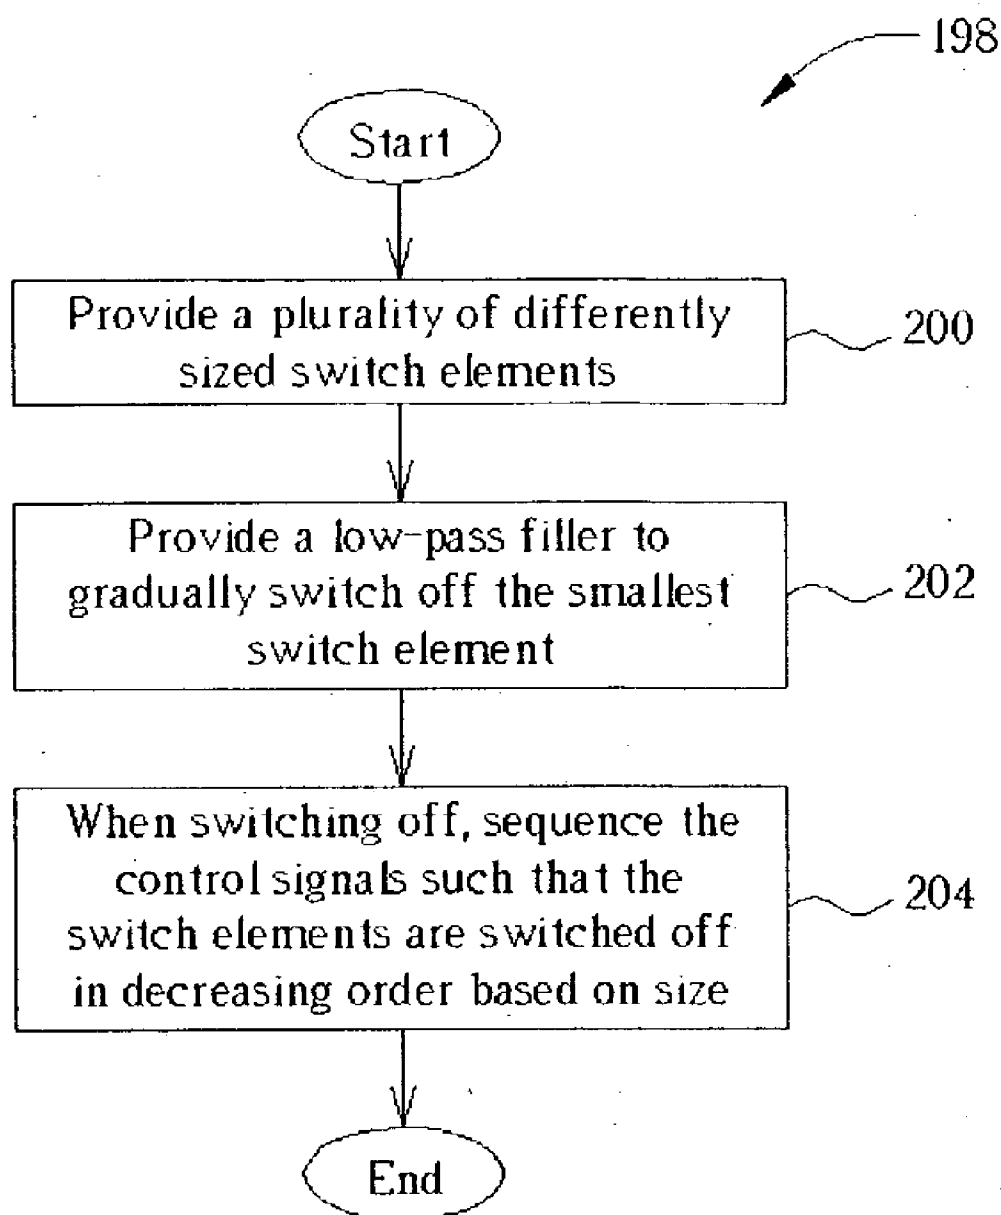 198
Start
Provide a plurality of differently
sized switch elements
200
Provide a low-pass filler to
gradually switch off the smallest
switch element
202
When switching off, sequence the
control signals such that the
switch elements are switched off
in decreasing order based on size
204
End